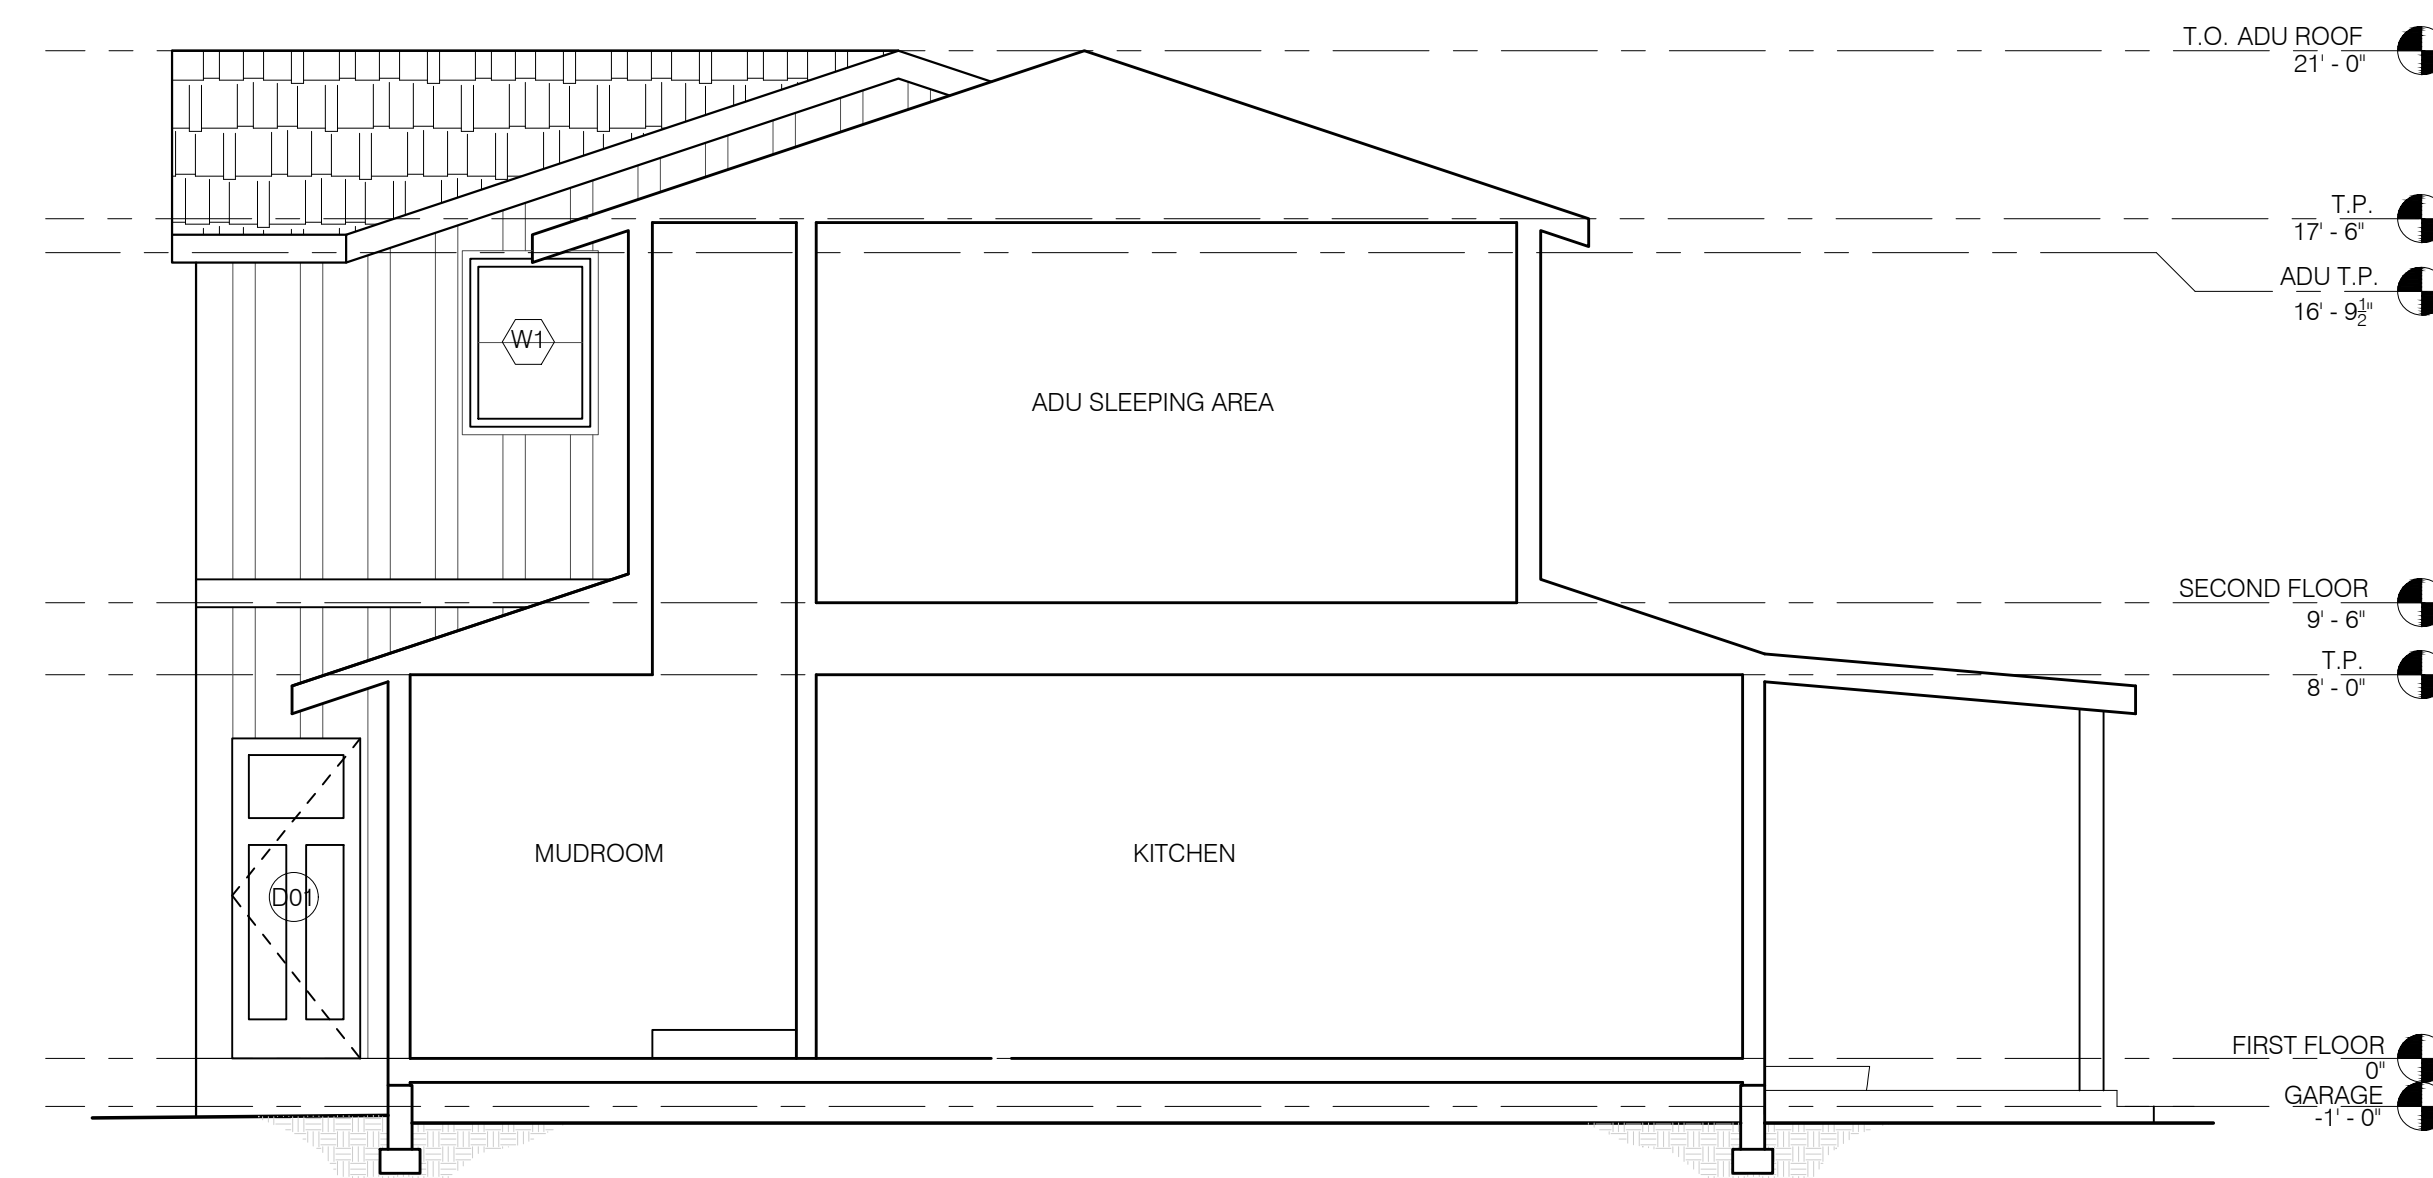 T.O. ADU ROOF
21' - 0"
T.P.
17' - 6"
ADU T.P.
16' - 9½"
W1
ADU SLEEPING AREA
SECOND FLOOR
9' - 6"
T.P.
8' - 0"
MUDROOM
KITCHEN
D01
FIRST FLOOR
0"
GARAGE
-1' - 0"